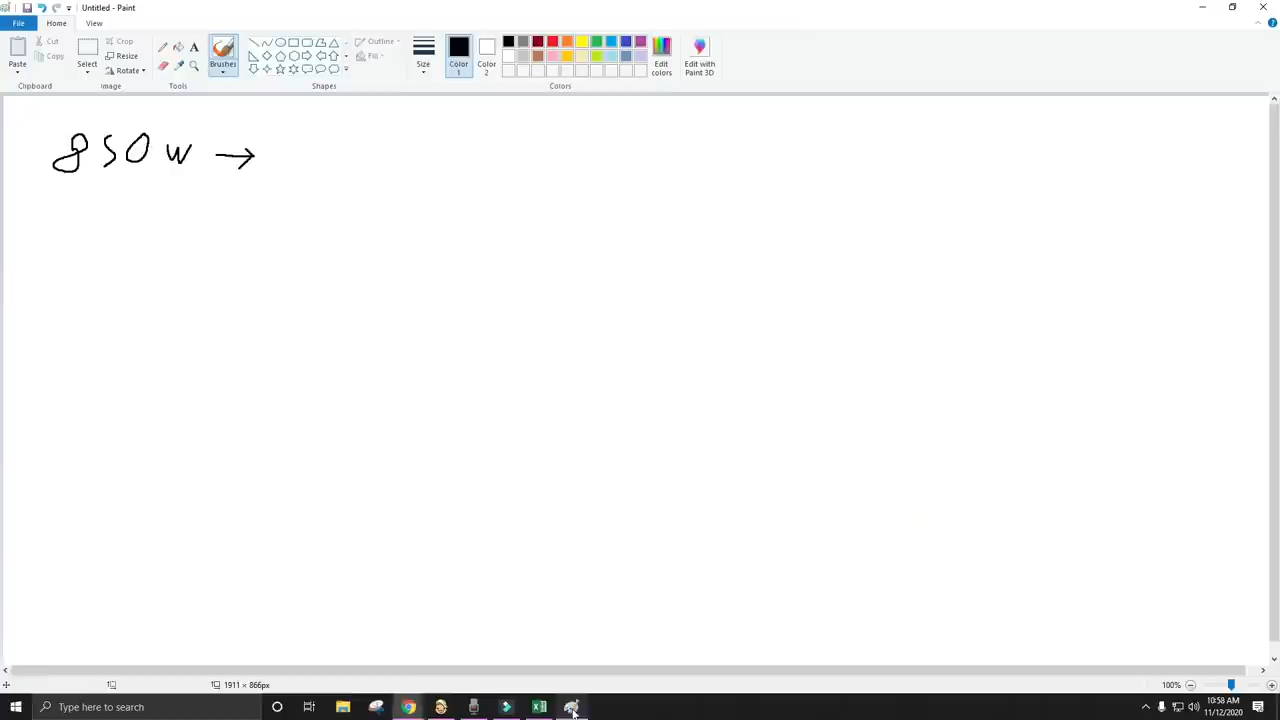 Untitled - Paint
File Home View
Paste
Cut
Copy
Clipboard
Select
Crop
Resize
Rotate
Image
Tools
Brushes
Outline
Fill
Shapes
Size
Color 1
Color 2
Edit colors
Edit with Paint 3D
Colors
850 W →
1911 × 866px
100%
Type here to search
10:58 AM
11/12/2020